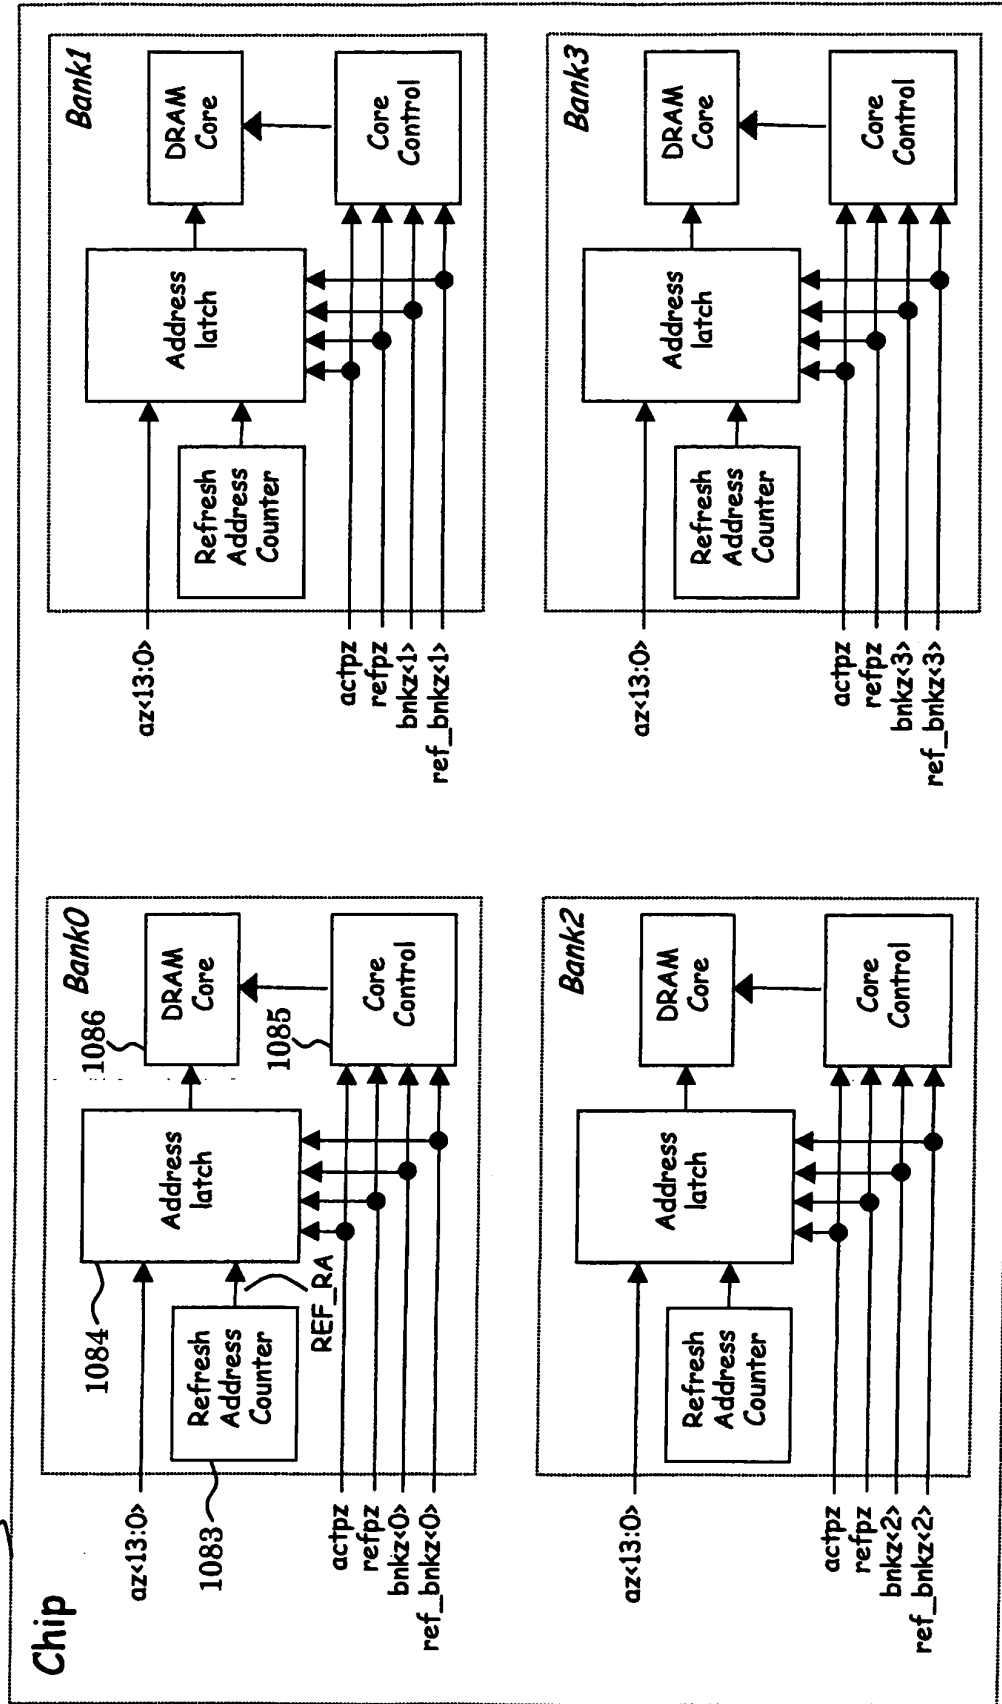 Chip
Bank0
az<13:0>
1083
Refresh
Address
Counter
REF_RA
1084
Address
latch
1086
DRAM
Core
1085
Core
Control
actpz
refpz
bnkz<0>
ref_bnkz<0>
Bank1
az<13:0>
Refresh
Address
Counter
Address
latch
DRAM
Core
Core
Control
actpz
refpz
bnkz<1>
ref_bnkz<1>
Bank2
az<13:0>
Refresh
Address
Counter
Address
latch
DRAM
Core
Core
Control
actpz
refpz
bnkz<2>
ref_bnkz<2>
Bank3
az<13:0>
Refresh
Address
Counter
Address
latch
DRAM
Core
Core
Control
actpz
refpz
bnkz<3>
ref_bnkz<3>